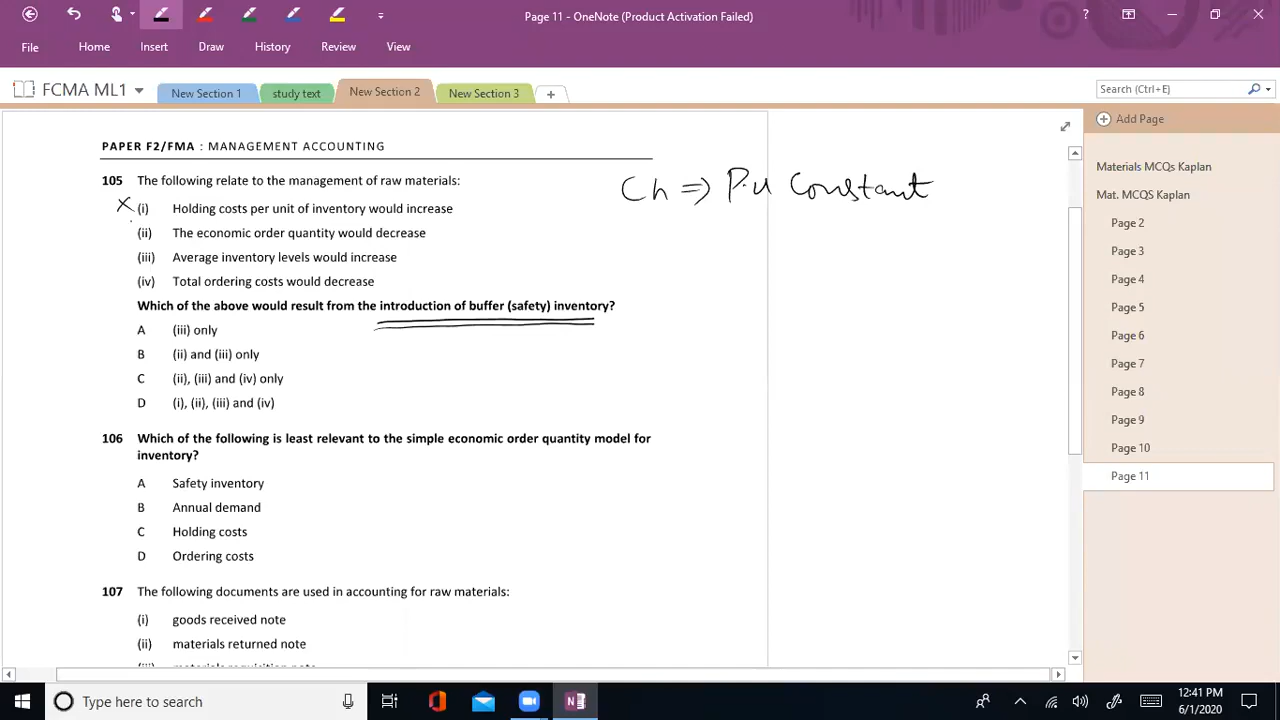 Page 11 - OneNote (Product Activation Failed)
?
File
Home
Insert
Draw
History
Review
View
FCMA ML1
New Section 1
study text
New Section 2
New Section 3
+
Search (Ctrl+E)
Add Page
Materials MCQs Kaplan
Mat. MCQS Kaplan
Page 2
Page 3
Page 4
Page 5
Page 6
Page 7
Page 8
Page 9
Page 10
Page 11
PAPER F2/FMA : MANAGEMENT ACCOUNTING
105 The following relate to the management of raw materials:
Ch => P.U Constant
X (i) Holding costs per unit of inventory would increase
(ii) The economic order quantity would decrease
(iii) Average inventory levels would increase
(iv) Total ordering costs would decrease
Which of the above would result from the introduction of buffer (safety) inventory?
A (iii) only
B (ii) and (iii) only
C (ii), (iii) and (iv) only
D (i), (ii), (iii) and (iv)
106 Which of the following is least relevant to the simple economic order quantity model for
inventory?
A Safety inventory
B Annual demand
C Holding costs
D Ordering costs
107 The following documents are used in accounting for raw materials:
(i) goods received note
(ii) materials returned note
(iii) materials requisition note
Type here to search
12:41 PM
6/1/2020